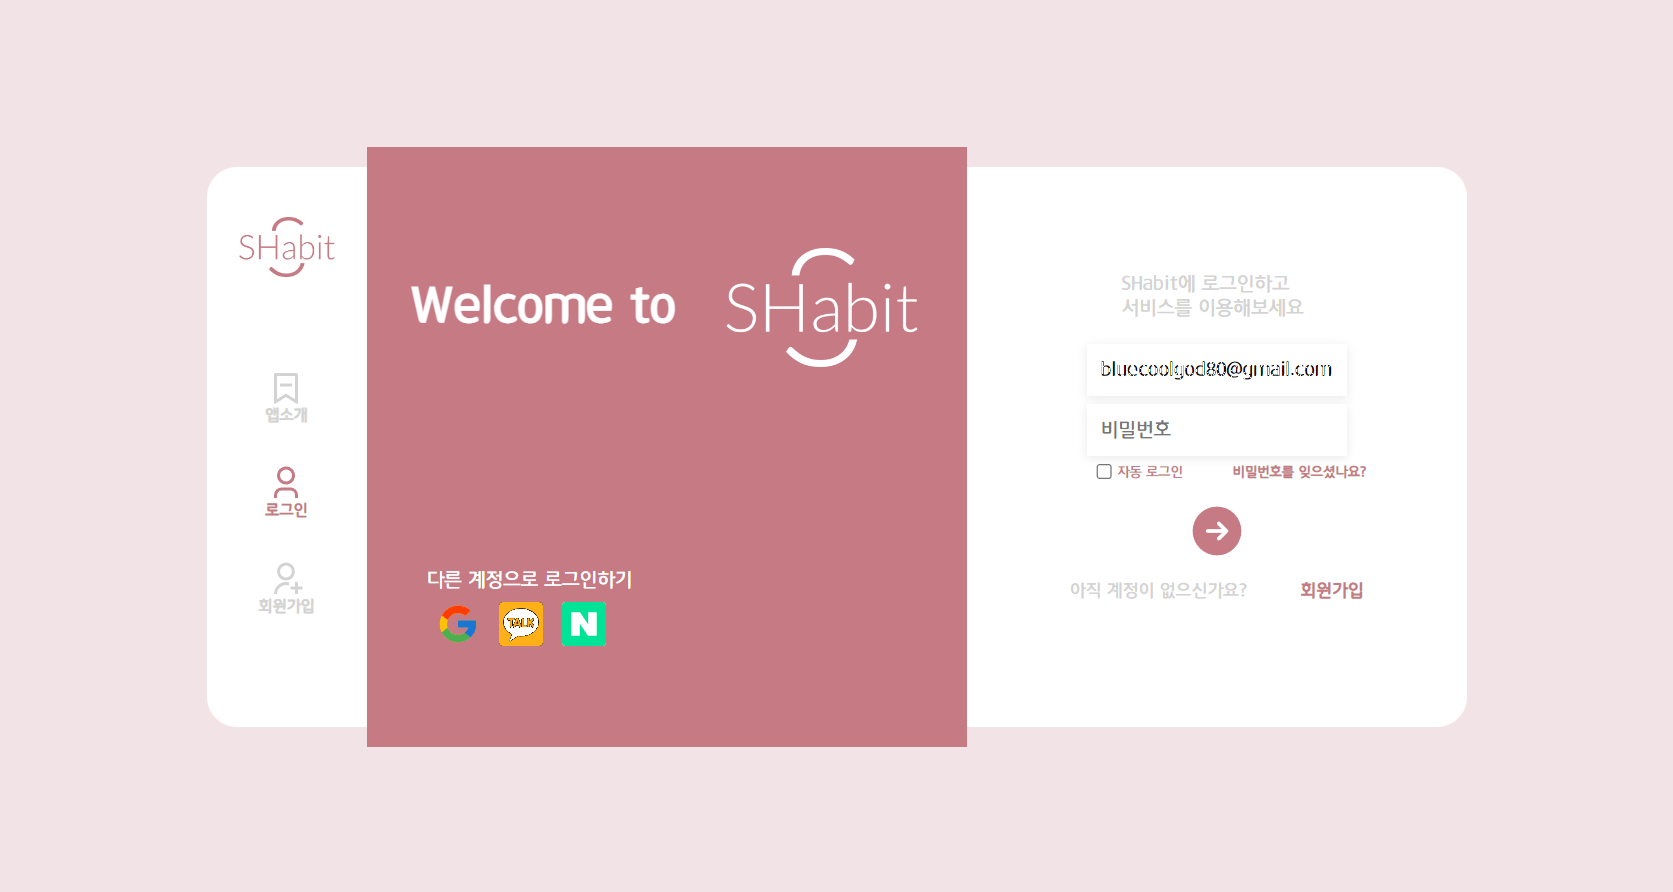 SHabit
앱소개
로그인
회원가입
Welcome to SHabit
다른 계정으로 로그인하기
TALK
N
SHabit에 로그인하고
서비스를 이용해보세요
bluecoolgod80@gmail.com
비밀번호
자동 로그인 비밀번호를 잊으셨나요?
아직 계정이 없으신가요? 회원가입